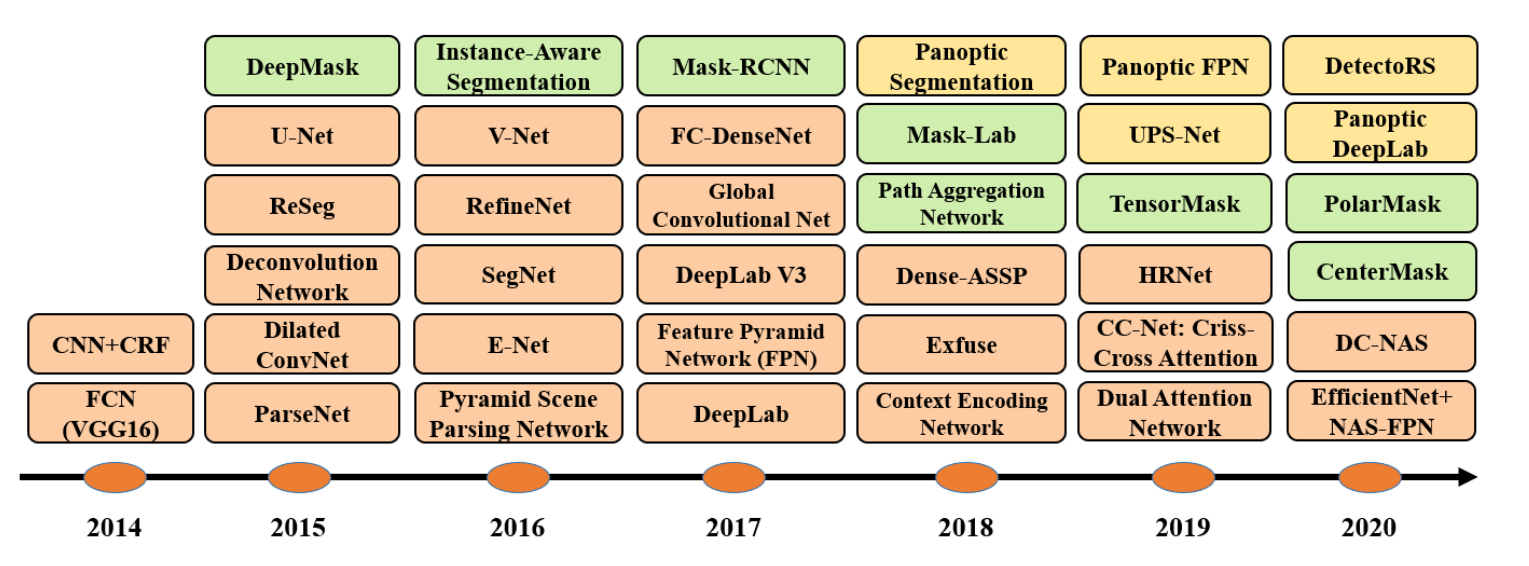 DeepMask
Instance-Aware
Segmentation
Mask-RCNN
Panoptic
Segmentation
Panoptic FPN
DetectoRS
U-Net
V-Net
FC-DenseNet
Mask-Lab
UPS-Net
Panoptic
DeepLab
ReSeg
RefineNet
Global
Convolutional Net
Path Aggregation
Network
TensorMask
PolarMask
Deconvolution
Network
SegNet
DeepLab V3
Dense-ASSP
HRNet
CenterMask
CNN+CRF
Dilated
ConvNet
E-Net
Feature Pyramid
Network (FPN)
Exfuse
CC-Net: Criss-
Cross Attention
DC-NAS
FCN
(VGG16)
ParseNet
Pyramid Scene
Parsing Network
DeepLab
Context Encoding
Network
Dual Attention
Network
EfficientNet+
NAS-FPN
2014
2015
2016
2017
2018
2019
2020